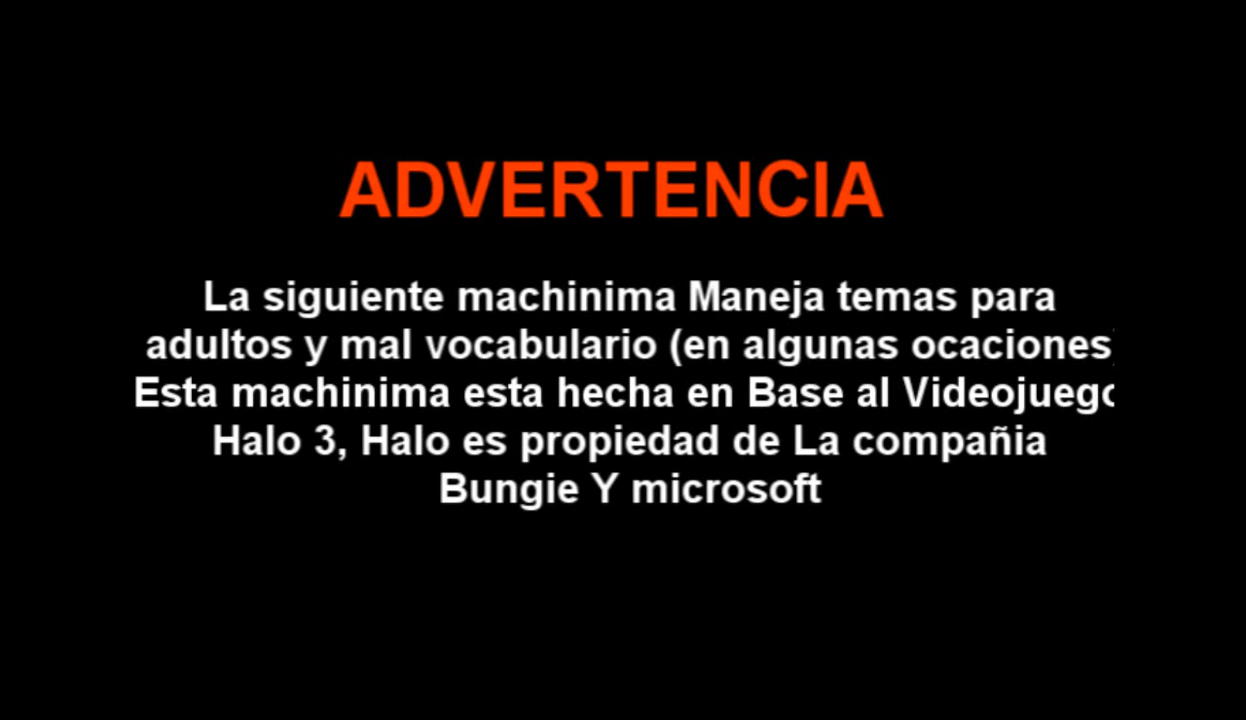 ADVERTENCIA
La siguiente machinima Maneja temas para
adultos y mal vocabulario (en algunas ocaciones)
Esta machinima esta hecha en Base al Videojuego
Halo 3, Halo es propiedad de La compañia
Bungie Y microsoft